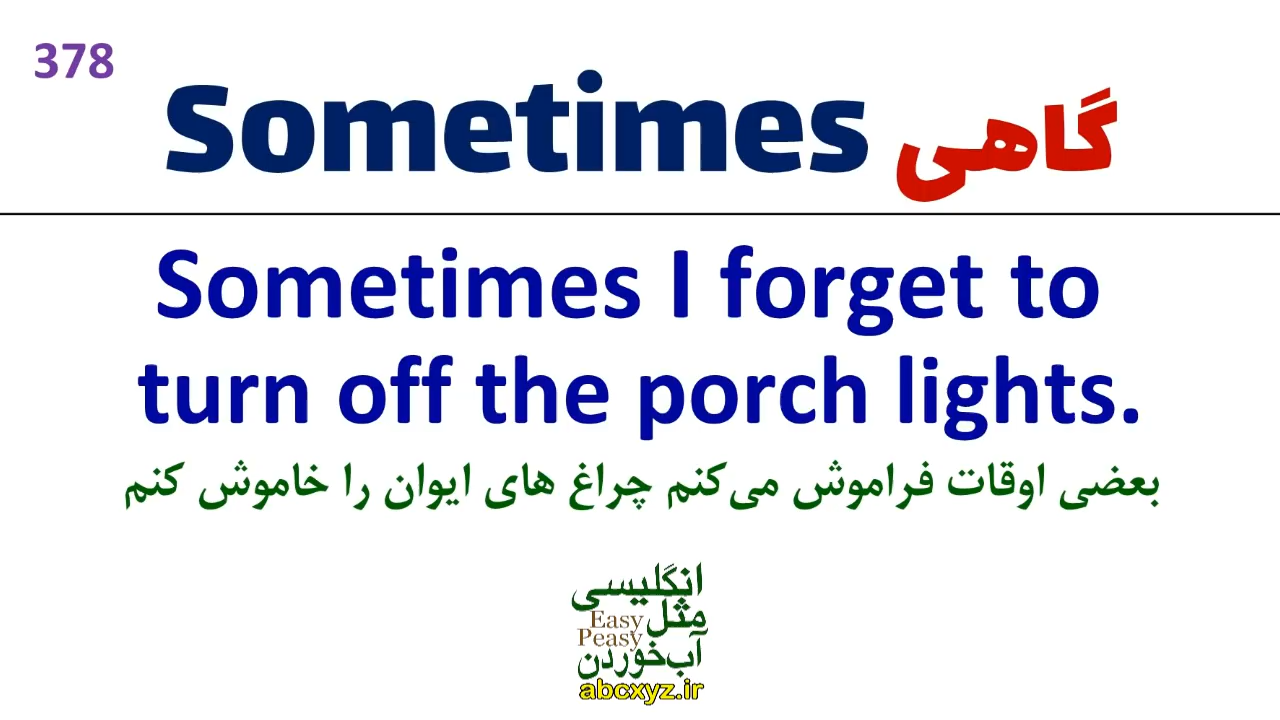 378
Sometimes گاهی
Sometimes I forget to
turn off the porch lights.
بعضی اوقات فراموش می‌کنم چراغ های ایوان را خاموش کنم
انگلیسی
مثل
Easy
Peasy
آب‌خوردن
abcxyz.ir